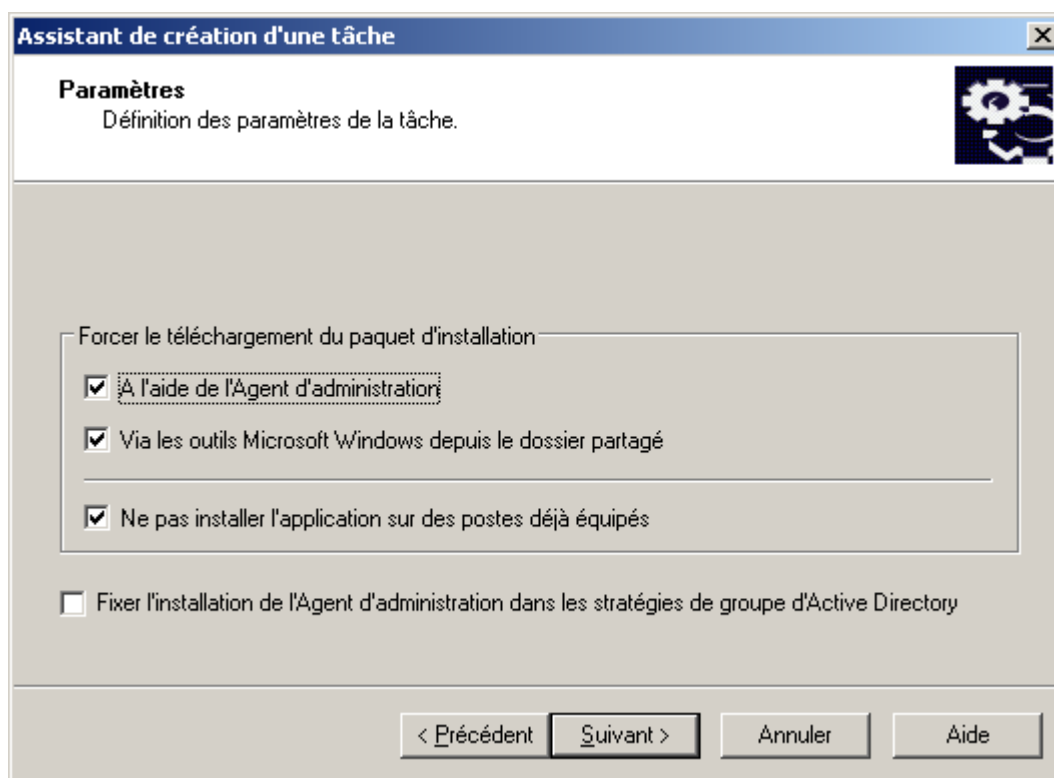 Assistant de création d'une tâche
Paramètres
Définition des paramètres de la tâche.
Forcer le téléchargement du paquet d'installation
A l'aide de l'Agent d'administration
Via les outils Microsoft Windows depuis le dossier partagé
Ne pas installer l'application sur des postes déjà équipés
Fixer l'installation de l'Agent d'administration dans les stratégies de groupe d'Active Directory
< Précédent Suivant > Annuler Aide